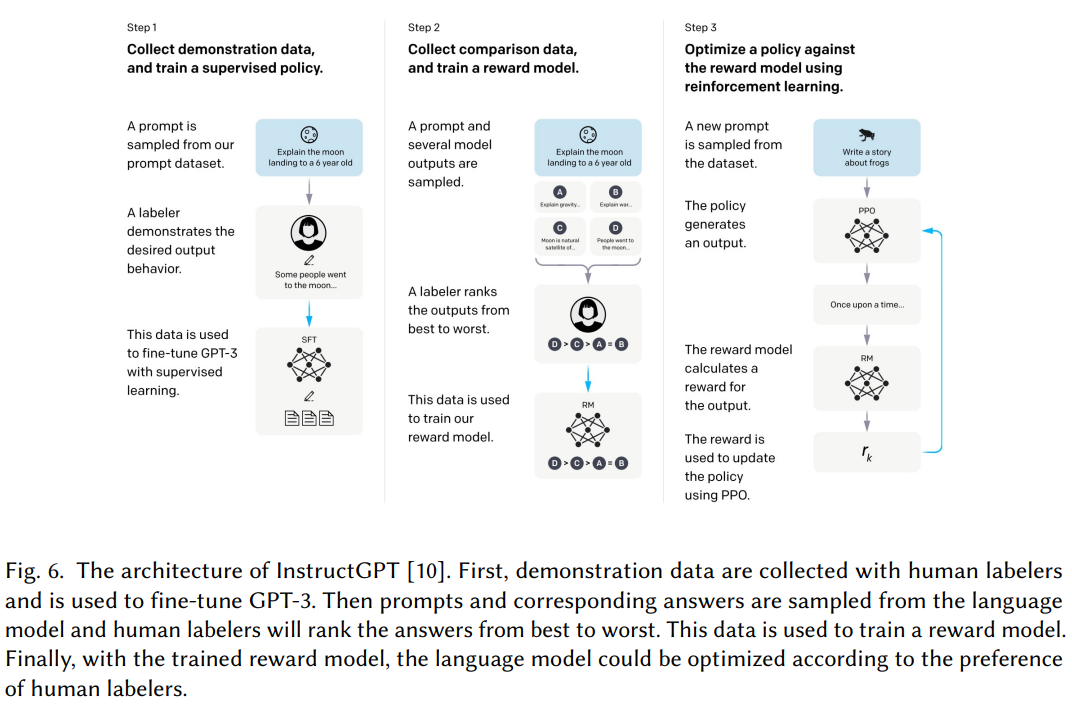 Step 1
Collect demonstration data,
and train a supervised policy.
A prompt is
sampled from our
prompt dataset.
Explain the moon
landing to a 6 year old
A labeler
demonstrates the
desired output
behavior.
Some people went
to the moon...
This data is used
to fine-tune GPT-3
with supervised
learning.
SFT
Step 2
Collect comparison data,
and train a reward model.
A prompt and
several model
outputs are
sampled.
Explain the moon
landing to a 6 year old
A
Explain gravity...
B
Explain war...
C
Moon is natural
satellite of...
D
People went to
the moon...
A labeler ranks
the outputs from
best to worst.
D > C > A = B
This data is used
to train our
reward model.
RM
D > C > A = B
Step 3
Optimize a policy against
the reward model using
reinforcement learning.
A new prompt
is sampled from
the dataset.
Write a story
about frogs
The policy
generates
an output.
PPO
Once upon a time...
The reward model
calculates a
reward for
the output.
RM
The reward is
used to update
the policy
using PPO.
rk
Fig. 6. The architecture of InstructGPT [10]. First, demonstration data are collected with human labelers
and is used to fine-tune GPT-3. Then prompts and corresponding answers are sampled from the language
model and human labelers will rank the answers from best to worst. This data is used to train a reward model.
Finally, with the trained reward model, the language model could be optimized according to the preference
of human labelers.